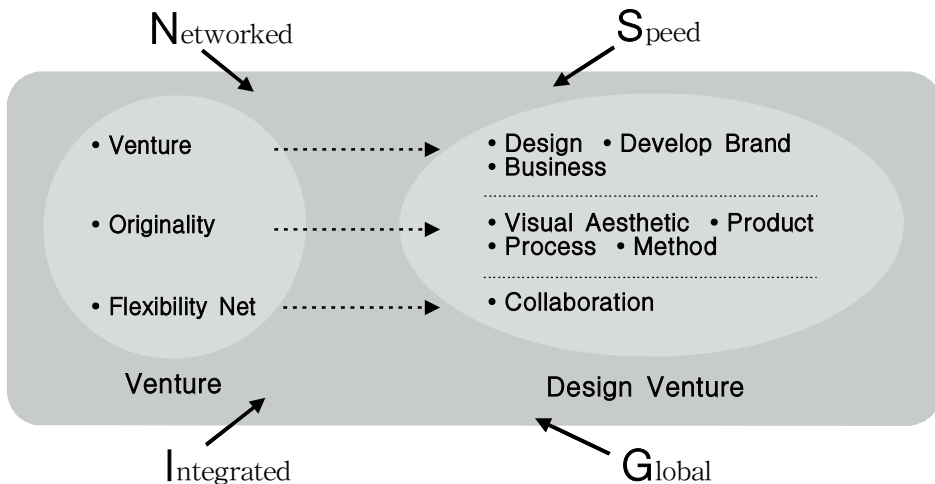 Networked Speed
• Venture
• Originality
• Flexibility Net
Venture
• Design • Develop Brand
• Business
• Visual Aesthetic • Product
• Process • Method
• Collaboration
Design Venture
Integrated Global